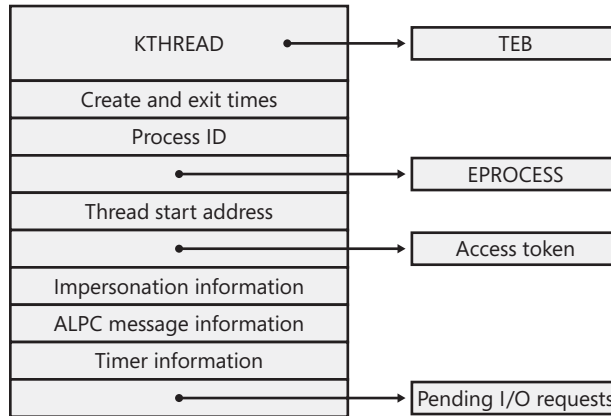 KTHREAD
TEB
Create and exit times
Process ID
EPROCESS
Thread start address
Access token
Impersonation information
ALPC message information
Timer information
Pending I/O requests